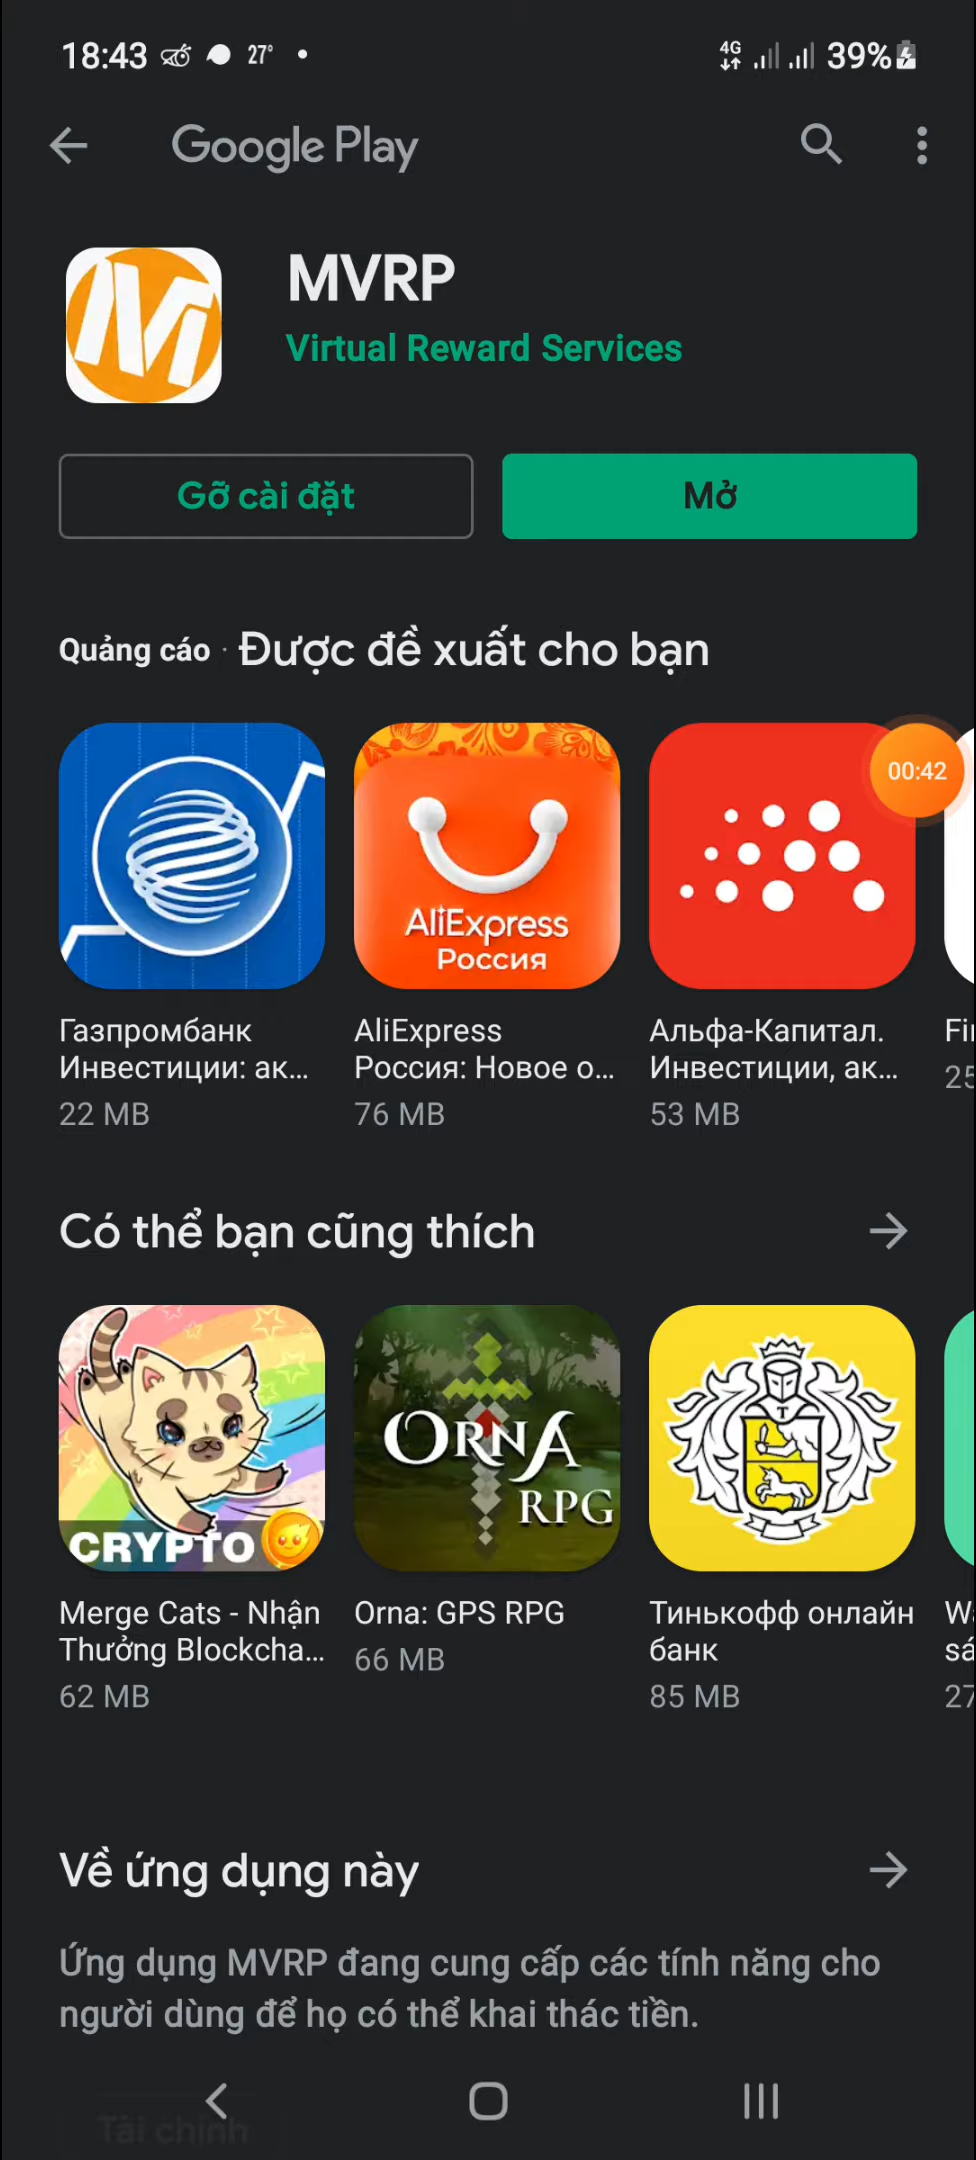 18:43 27° 4G 39%
Google Play
MVRP
Virtual Reward Services
Gỡ cài đặt
Mở
Quảng cáo · Được đề xuất cho bạn
00:42
AliExpress
Россия
Газпромбанк
Инвестиции: ак...
22 MB
AliExpress
Россия: Новое о...
76 MB
Альфа-Капитал.
Инвестиции, ак...
53 MB
Có thể bạn cũng thích
CRYPTO
ORNA
RPG
Merge Cats - Nhận
Thưởng Blockcha...
62 MB
Orna: GPS RPG
66 MB
Тинькофф онлайн
банк
85 MB
Về ứng dụng này
Ứng dụng MVRP đang cung cấp các tính năng cho
người dùng để họ có thể khai thác tiền.
Tài chính